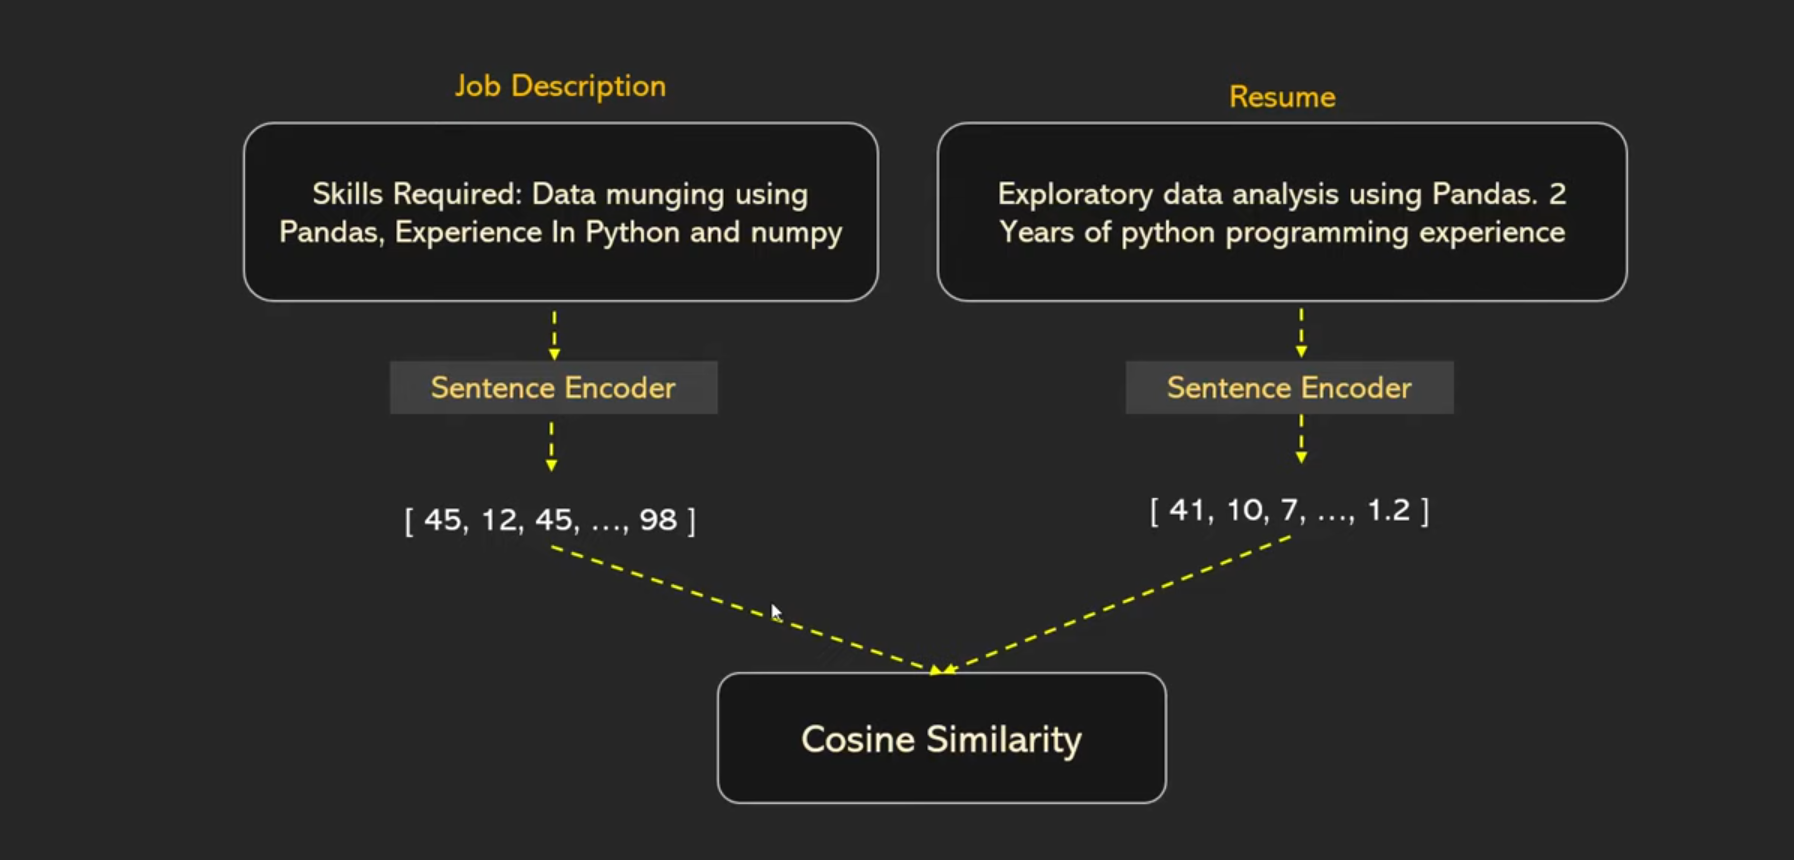 Job Description
Skills Required: Data munging using
Pandas, Experience In Python and numpy
Sentence Encoder
[ 45, 12, 45, ..., 98 ]
Resume
Exploratory data analysis using Pandas. 2
Years of python programming experience
Sentence Encoder
[ 41, 10, 7, ..., 1.2 ]
Cosine Similarity